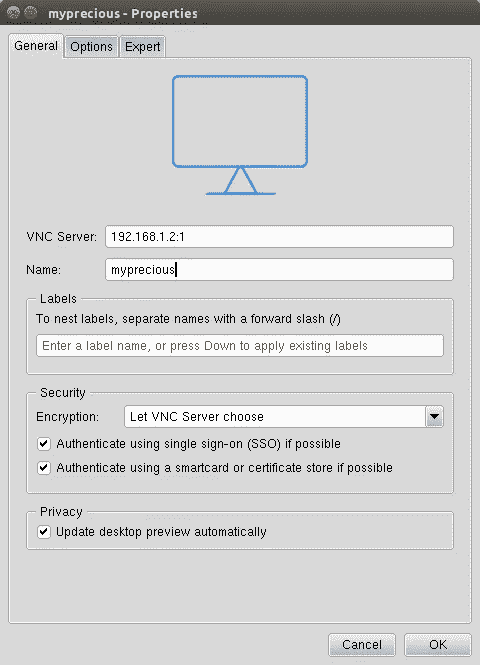 myprecious - Properties
General Options Expert
VNC Server: 192.168.1.2:1
Name: myprecious
Labels
To nest labels, separate names with a forward slash (/)
Enter a label name, or press Down to apply existing labels
Security
Encryption: Let VNC Server choose
Authenticate using single sign-on (SSO) if possible
Authenticate using a smartcard or certificate store if possible
Privacy
Update desktop preview automatically
Cancel OK